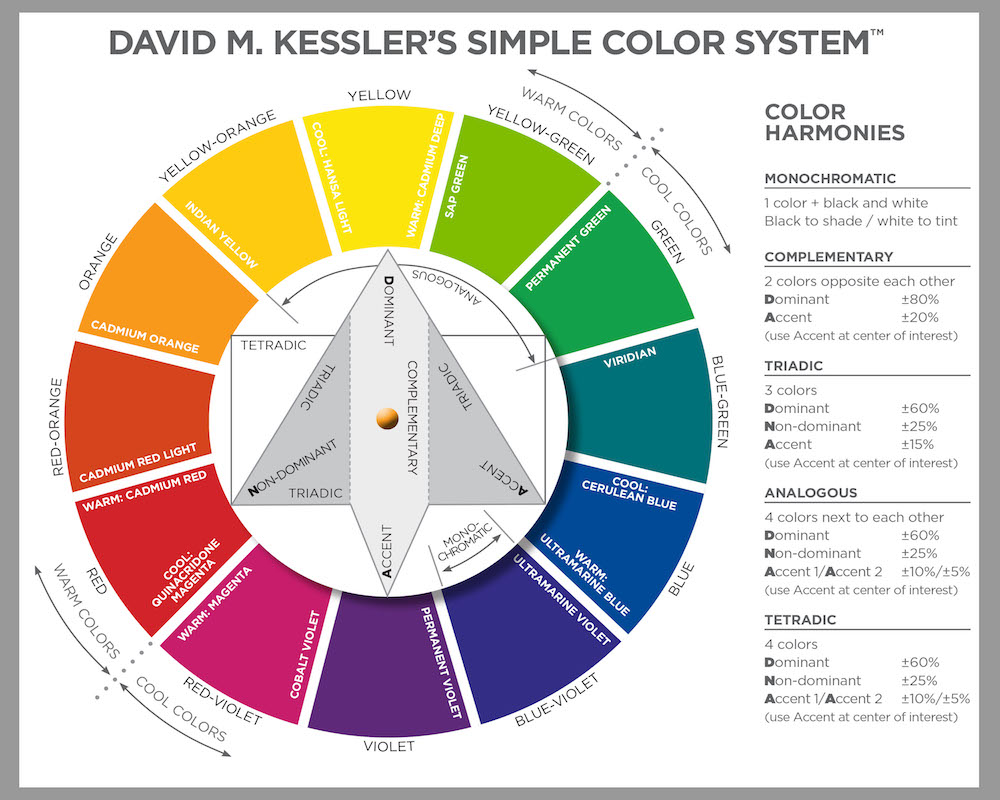 DAVID M. KESSLER’S SIMPLE COLOR SYSTEM™
YELLOW
YELLOW-GREEN
GREEN
BLUE-GREEN
BLUE
BLUE-VIOLET
VIOLET
RED-VIOLET
RED
RED-ORANGE
ORANGE
YELLOW-ORANGE
WARM COLORS
COOL COLORS
WARM COLORS
COOL COLORS
COOL: HANSA LIGHT
WARM: CADMIUM DEEP
SAP GREEN
PERMANENT GREEN
VIRIDIAN
COOL:
CERULEAN BLUE
WARM:
ULTRAMARINE BLUE
ULTRAMARINE VIOLET
PERMANENT VIOLET
COBALT VIOLET
WARM: MAGENTA
COOL:
QUINACRIDONE
MAGENTA
WARM: CADMIUM RED
CADMIUM RED LIGHT
CADMIUM ORANGE
INDIAN YELLOW
ANALOGOUS
DOMINANT
TETRADIC
TRIADIC
TRIADIC
COMPLEMENTARY
NON-DOMINANT
TRIADIC
ACCENT
ACCENT
MONO-
CHROMATIC
COLOR
HARMONIES
MONOCHROMATIC
1 color + black and white
Black to shade / white to tint
COMPLEMENTARY
2 colors opposite each other
Dominant ±80%
Accent ±20%
(use Accent at center of interest)
TRIADIC
3 colors
Dominant ±60%
Non-dominant ±25%
Accent ±15%
(use Accent at center of interest)
ANALOGOUS
4 colors next to each other
Dominant ±60%
Non-dominant ±25%
Accent 1/Accent 2 ±10%/±5%
(use Accent at center of interest)
TETRADIC
4 colors
Dominant ±60%
Non-dominant ±25%
Accent 1/Accent 2 ±10%/±5%
(use Accent at center of interest)